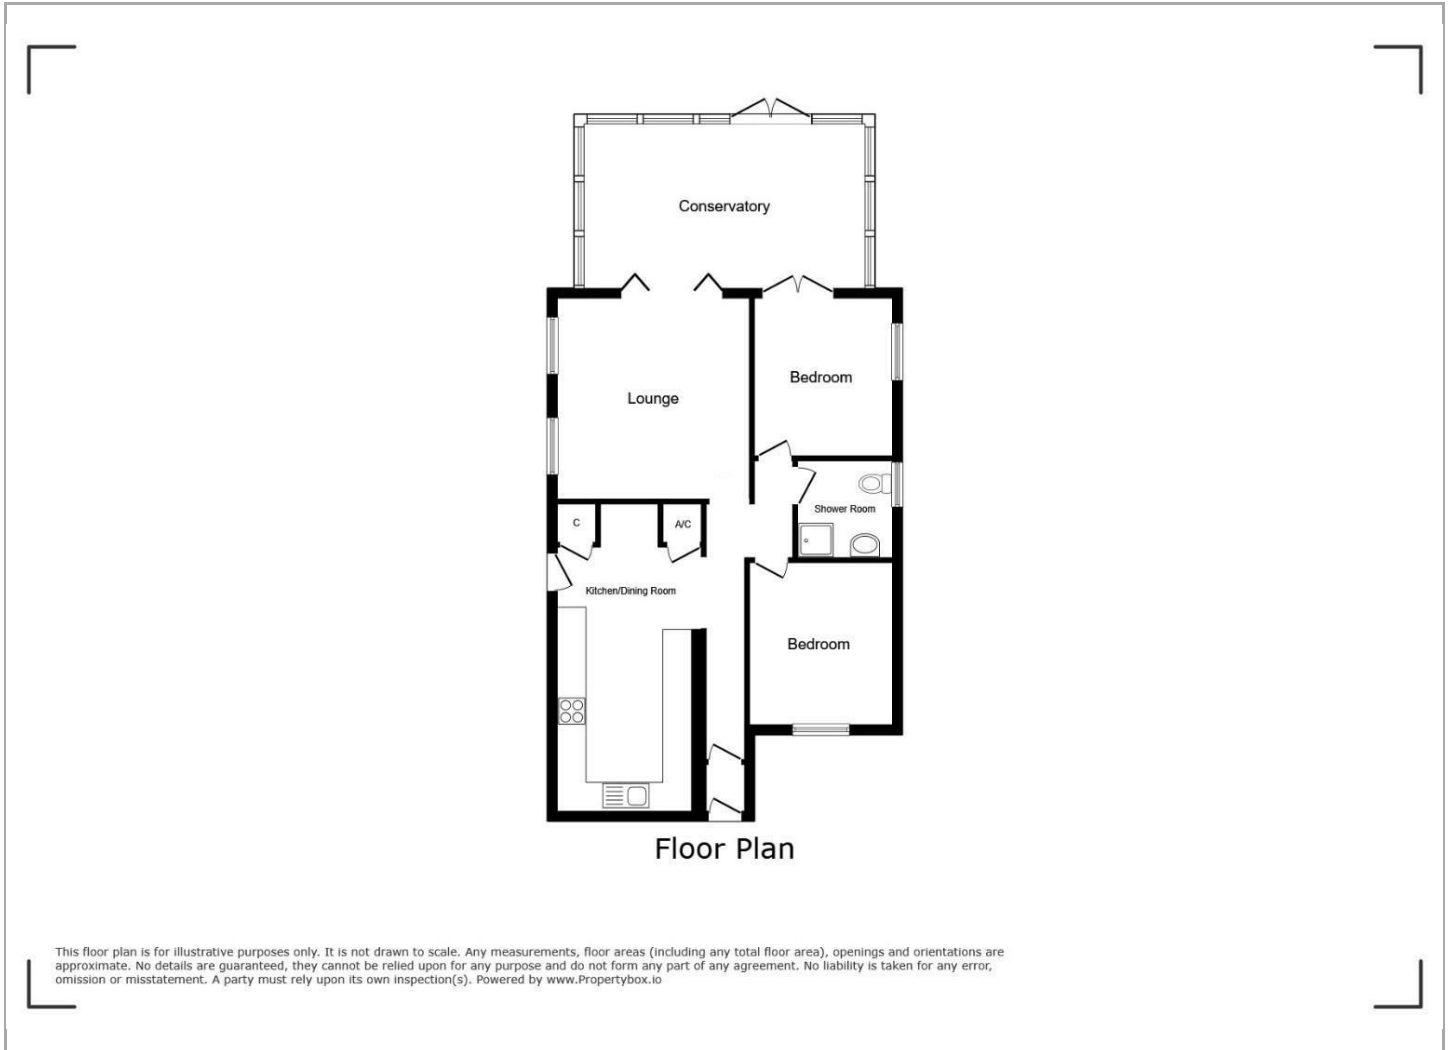 Conservatory
Bedroom
Lounge
Shower Room
C
A/C
Kitchen/Dining Room
Bedroom
Floor Plan
This floor plan is for illustrative purposes only. It is not drawn to scale. Any measurements, floor areas (including any total floor area), openings and orientations are
approximate. No details are guaranteed, they cannot be relied upon for any purpose and do not form any part of any agreement. No liability is taken for any error,
omission or misstatement. A party must rely upon its own inspection(s). Powered by www.Propertybox.io